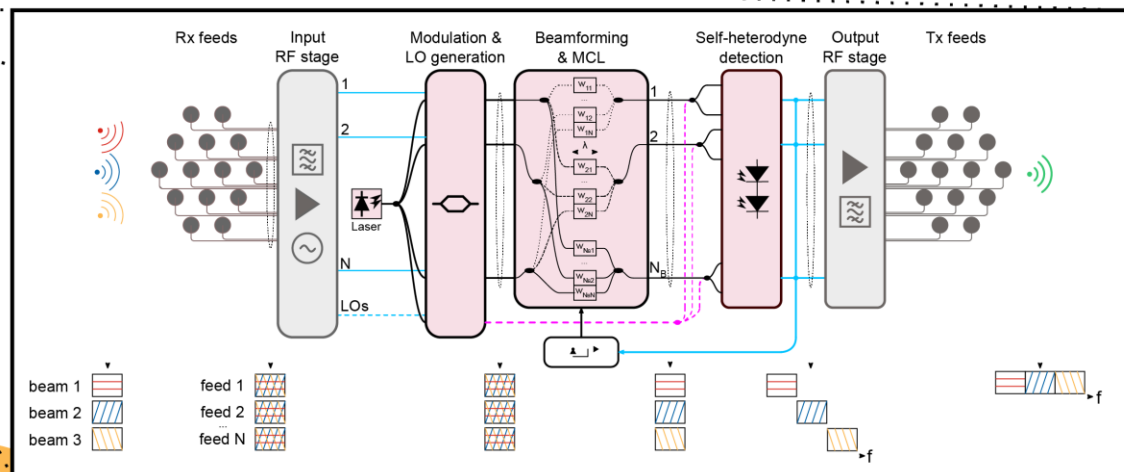 Rx feeds
Input
RF stage
Modulation &
LO generation
Beamforming
& MCL
Self-heterodyne
detection
Output
RF stage
Tx feeds
1
2
N
LOs
Laser
W11
...
W12
W1N
λ
W21
...
W22
W2N
WNB1
...
WNB2
WNBN
1
2
NB
beam 1
beam 2
beam 3
feed 1
feed 2
...
feed N
f
f